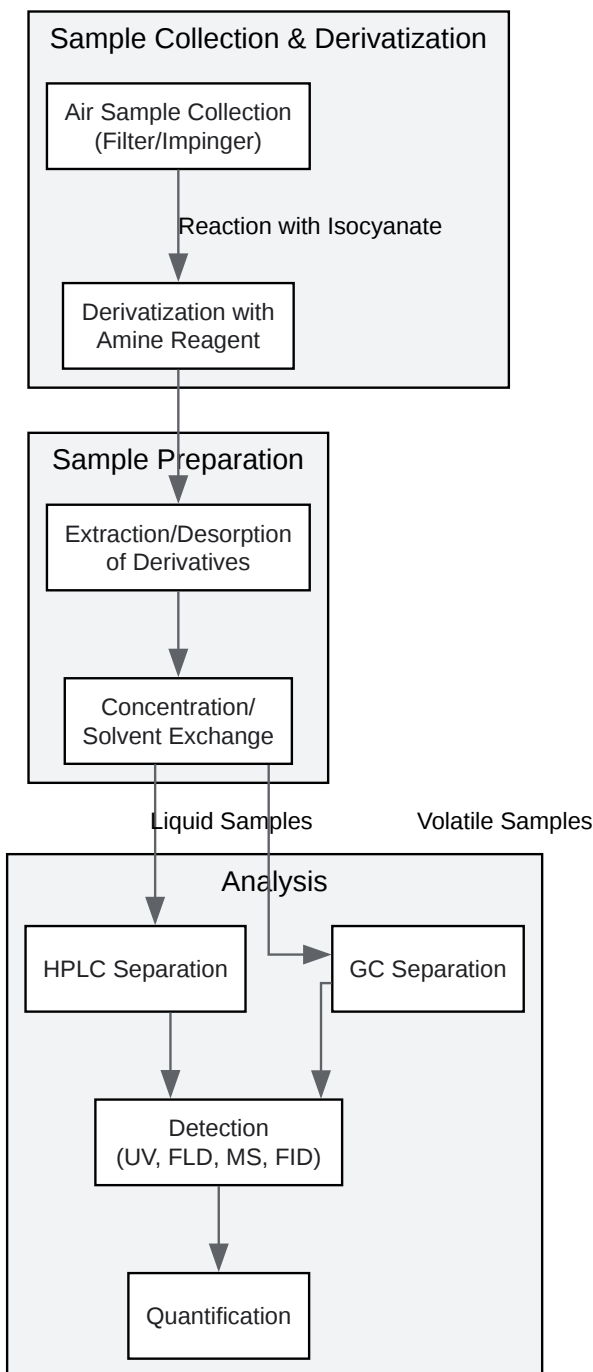 Sample Collection & Derivatization
Air Sample Collection
(Filter/Impinger)
Reaction with Isocyanate
Derivatization with
Amine Reagent
Sample Preparation
Extraction/Desorption
of Derivatives
Concentration/
Solvent Exchange
Liquid Samples
Volatile Samples
Analysis
HPLC Separation
GC Separation
Detection
(UV, FLD, MS, FID)
Quantification